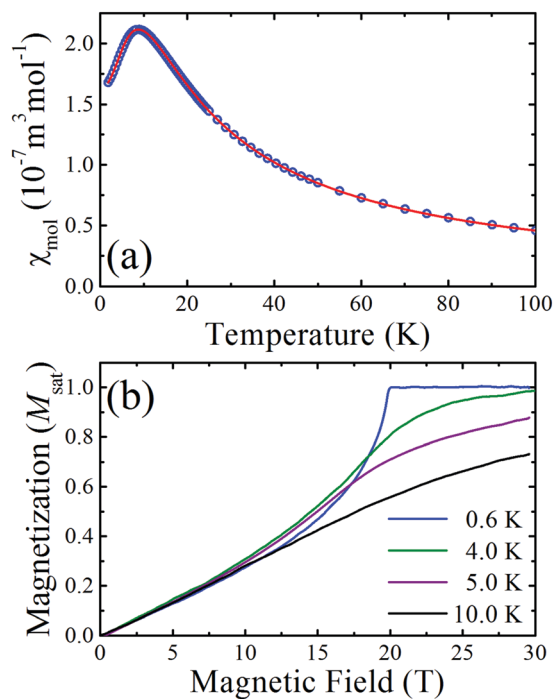 2.0
1.5
1.0
0.5
0.0
χmol (10⁻⁷ m³mol⁻¹)
(a)
0 20 40 60 80 100
Temperature (K)
1.0
0.8
0.6
0.4
0.2
0.0
Magnetization (Msat)
(b)
0.6 K
4.0 K
5.0 K
10.0 K
0 5 10 15 20 25 30
Magnetic Field (T)